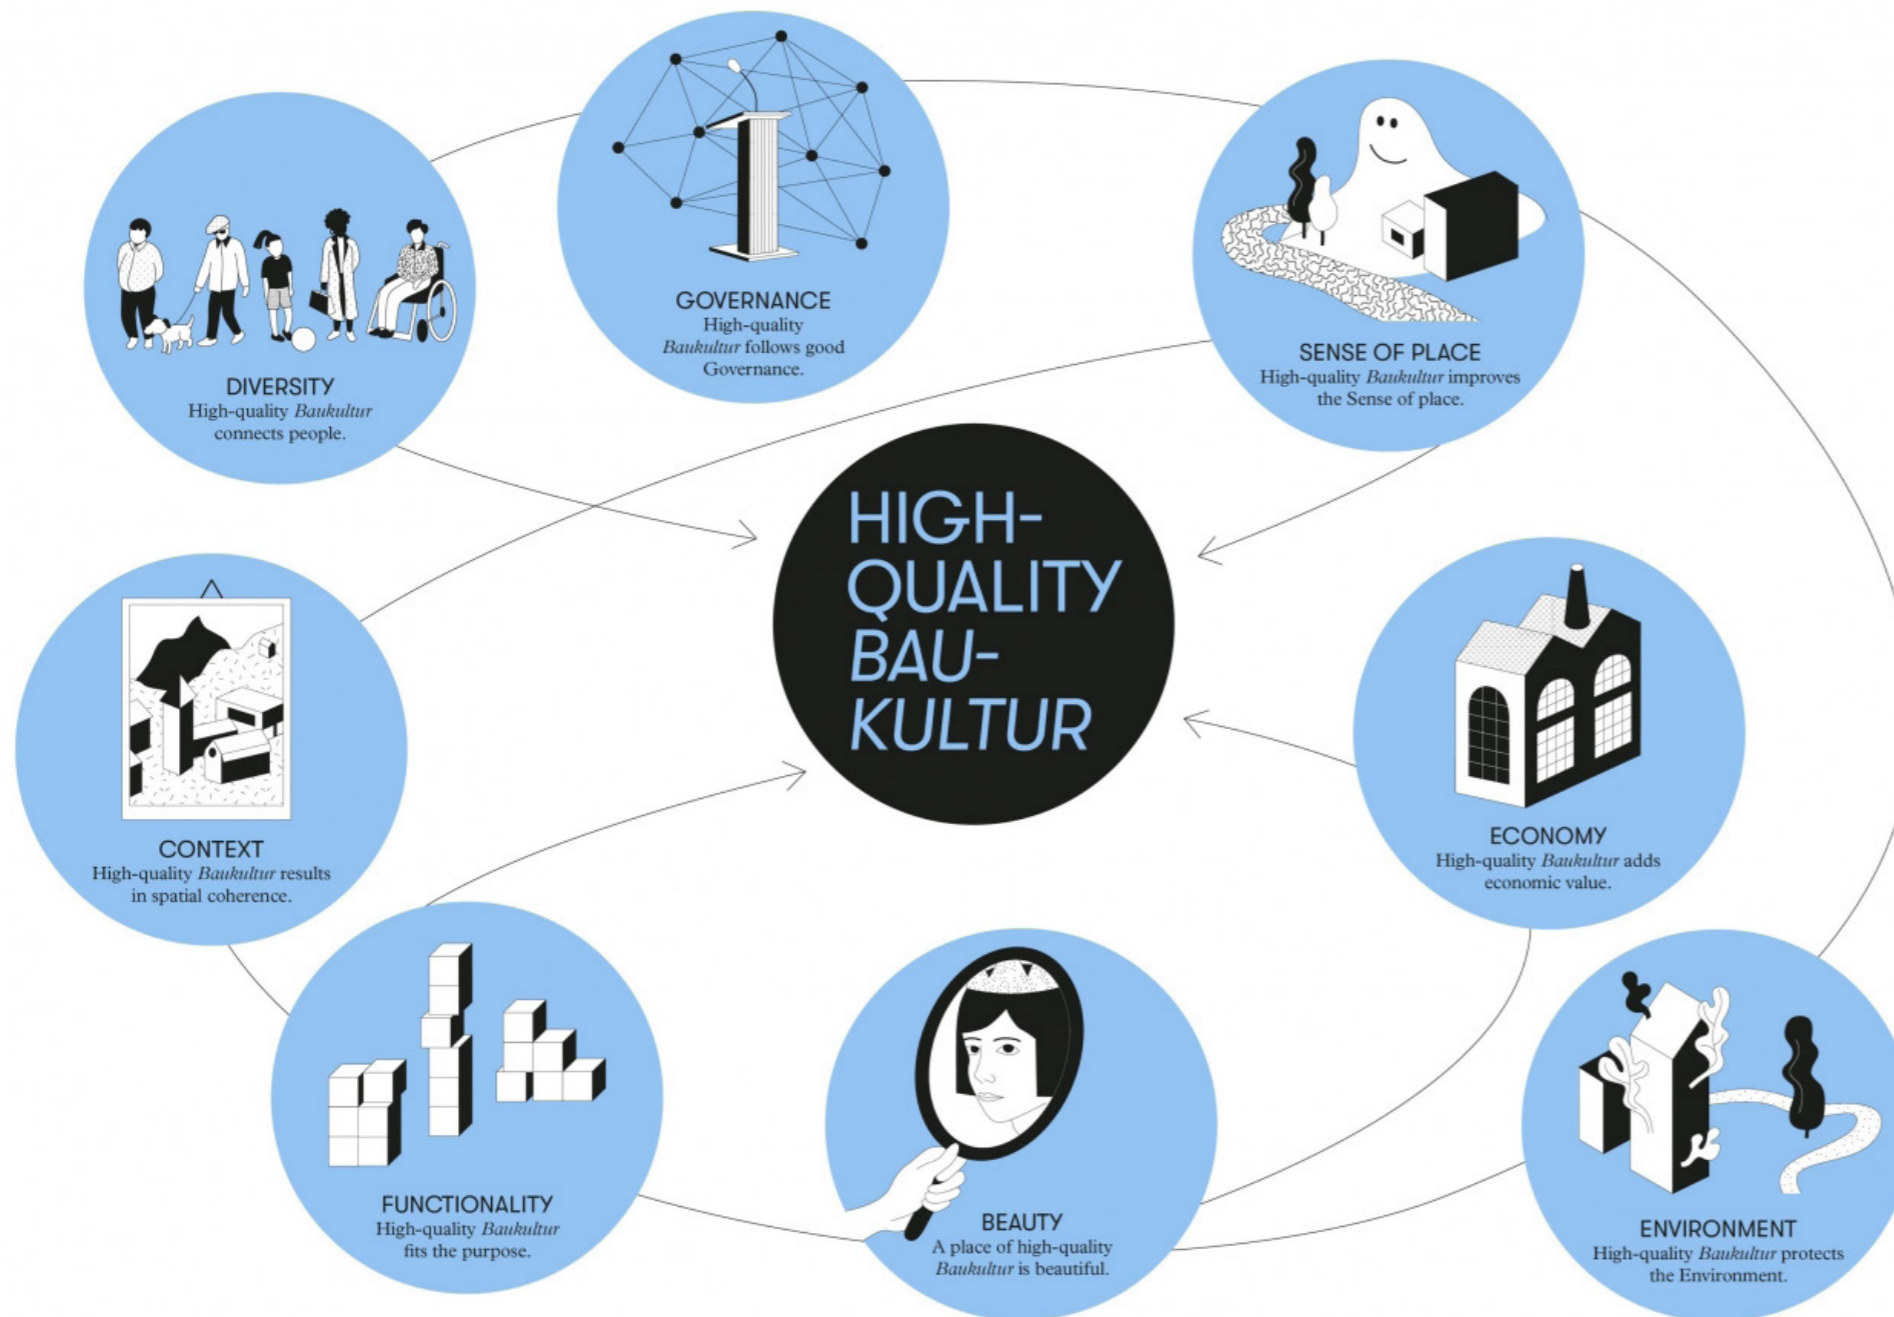 GOVERNANCE
High-quality
Baukultur follows good
Governance.
SENSE OF PLACE
High-quality Baukultur improves
the Sense of place.
DIVERSITY
High-quality Baukultur
connects people.
HIGH-
QUALITY
BAU-
KULTUR
CONTEXT
High-quality Baukultur results
in spatial coherence.
ECONOMY
High-quality Baukultur adds
economic value.
FUNCTIONALITY
High-quality Baukultur
fits the purpose.
BEAUTY
A place of high-quality
Baukultur is beautiful.
ENVIRONMENT
High-quality Baukultur protects
the Environment.